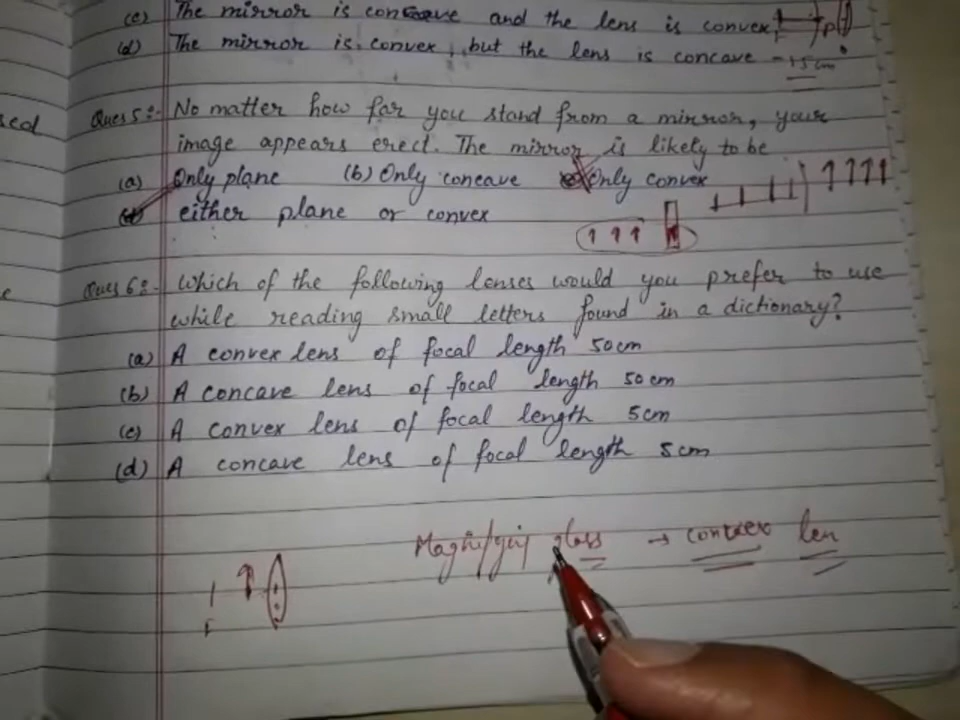 (c) The mirror is concave and the lens is convex
(d) The mirror is convex, but the lens is concave -15cm
Ques 5:- No matter how far you stand from a mirror, your
image appears erect. The mirror is likely to be
(a) Only plane (b) Only concave (c) Only convex
(d) either plane or convex
Ques 6:- Which of the following lenses would you prefer to use
while reading small letters found in a dictionary?
(a) A convex lens of focal length 50cm
(b) A concave lens of focal length 50 cm
(c) A convex lens of focal length 5cm
(d) A concave lens of focal length 5cm
Magnifying glass → convex len